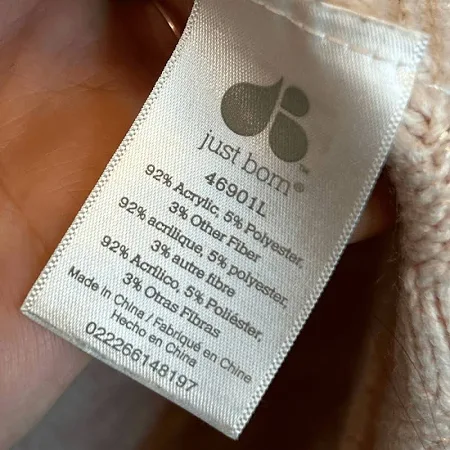 just born®
46901L
92% Acrylic, 5% Polyester,
3% Other Fiber
92% acrilique, 5% polyester,
3% autre fibre
92% Acrílico, 5% Poliéster,
3% Otras Fibras
Made in China / Fabriqué en Chine
Hecho en China
022266148197